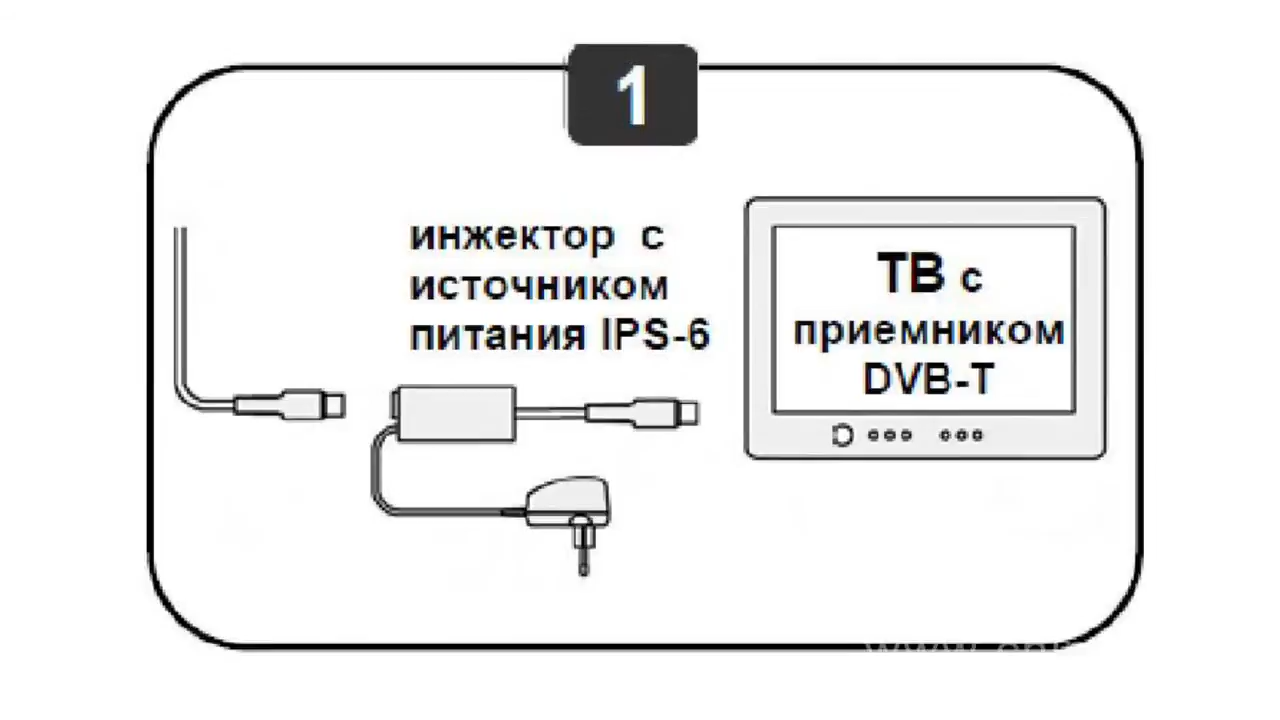 1
инжектор с
источником
питания IPS-6
ТВ с
приемником
DVB-T